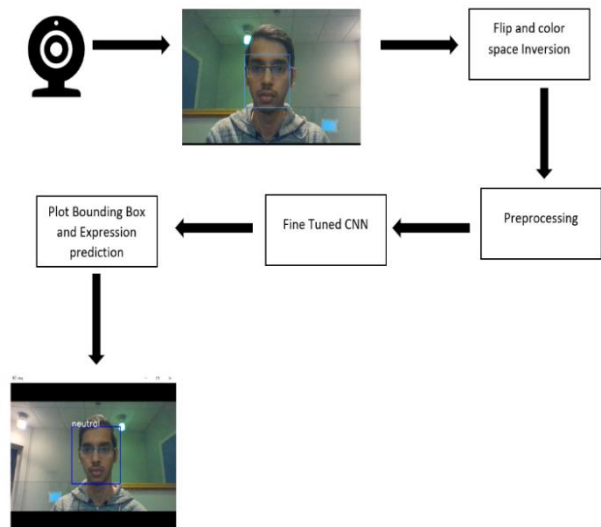 Flip and color
space Inversion
Preprocessing
Fine Tuned CNN
Plot Bounding Box
and Expression
prediction
neutral